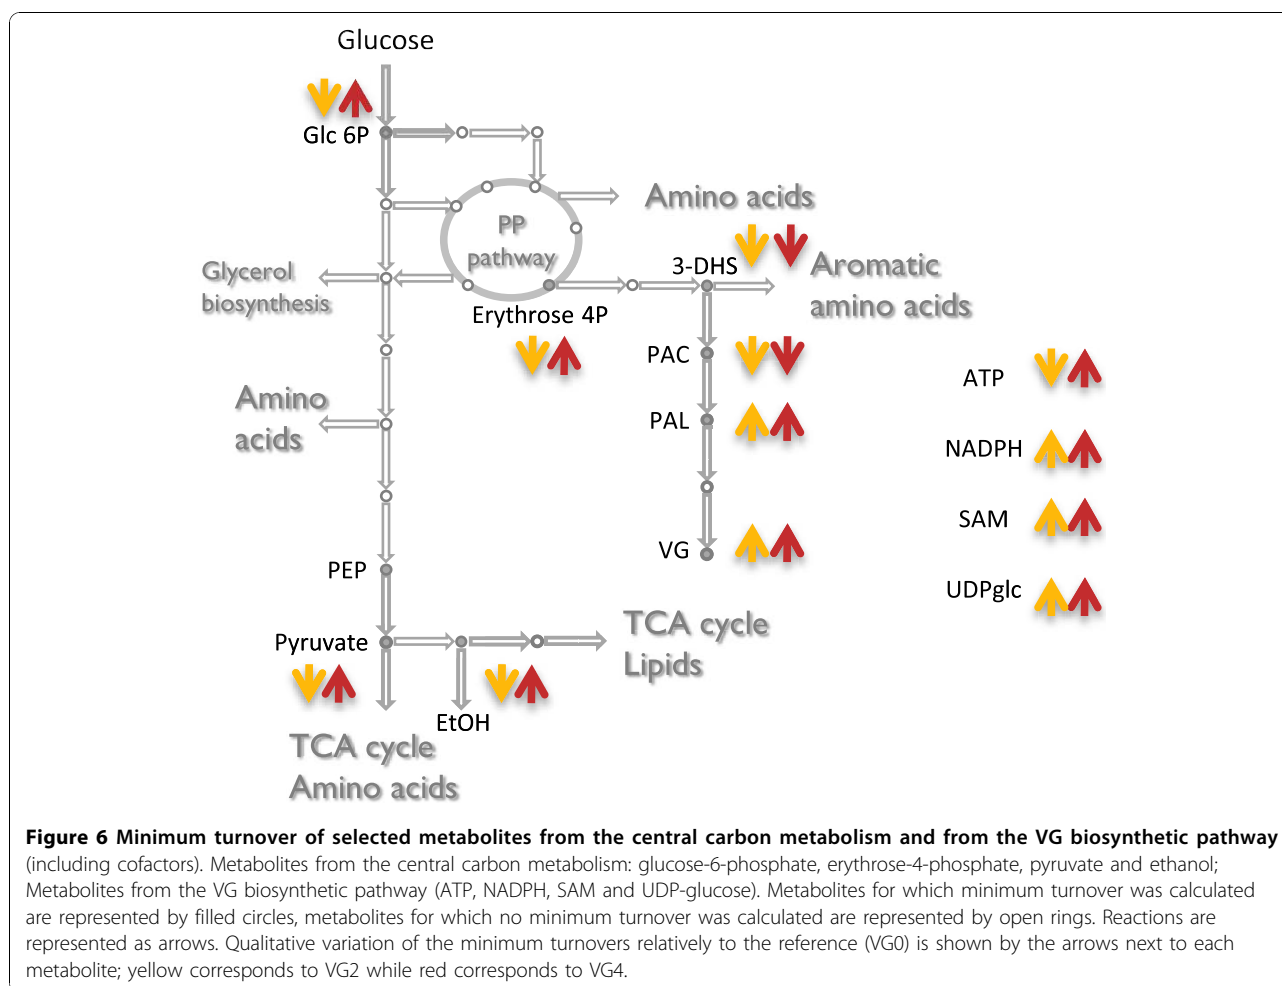 Glucose
Glc 6P
Amino acids
PP
pathway
3-DHS
Aromatic
amino acids
Glycerol
biosynthesis
Erythrose 4P
PAC
ATP
Amino
acids
PAL
NADPH
SAM
VG
PEP
UDPglc
Pyruvate
TCA cycle
Lipids
EtOH
TCA cycle
Amino acids
Figure 6 Minimum turnover of selected metabolites from the central carbon metabolism and from the VG biosynthetic pathway
(including cofactors). Metabolites from the central carbon metabolism: glucose-6-phosphate, erythrose-4-phosphate, pyruvate and ethanol;
Metabolites from the VG biosynthetic pathway (ATP, NADPH, SAM and UDP-glucose). Metabolites for which minimum turnover was calculated
are represented by filled circles, metabolites for which no minimum turnover was calculated are represented by open rings. Reactions are
represented as arrows. Qualitative variation of the minimum turnovers relatively to the reference (VG0) is shown by the arrows next to each
metabolite; yellow corresponds to VG2 while red corresponds to VG4.